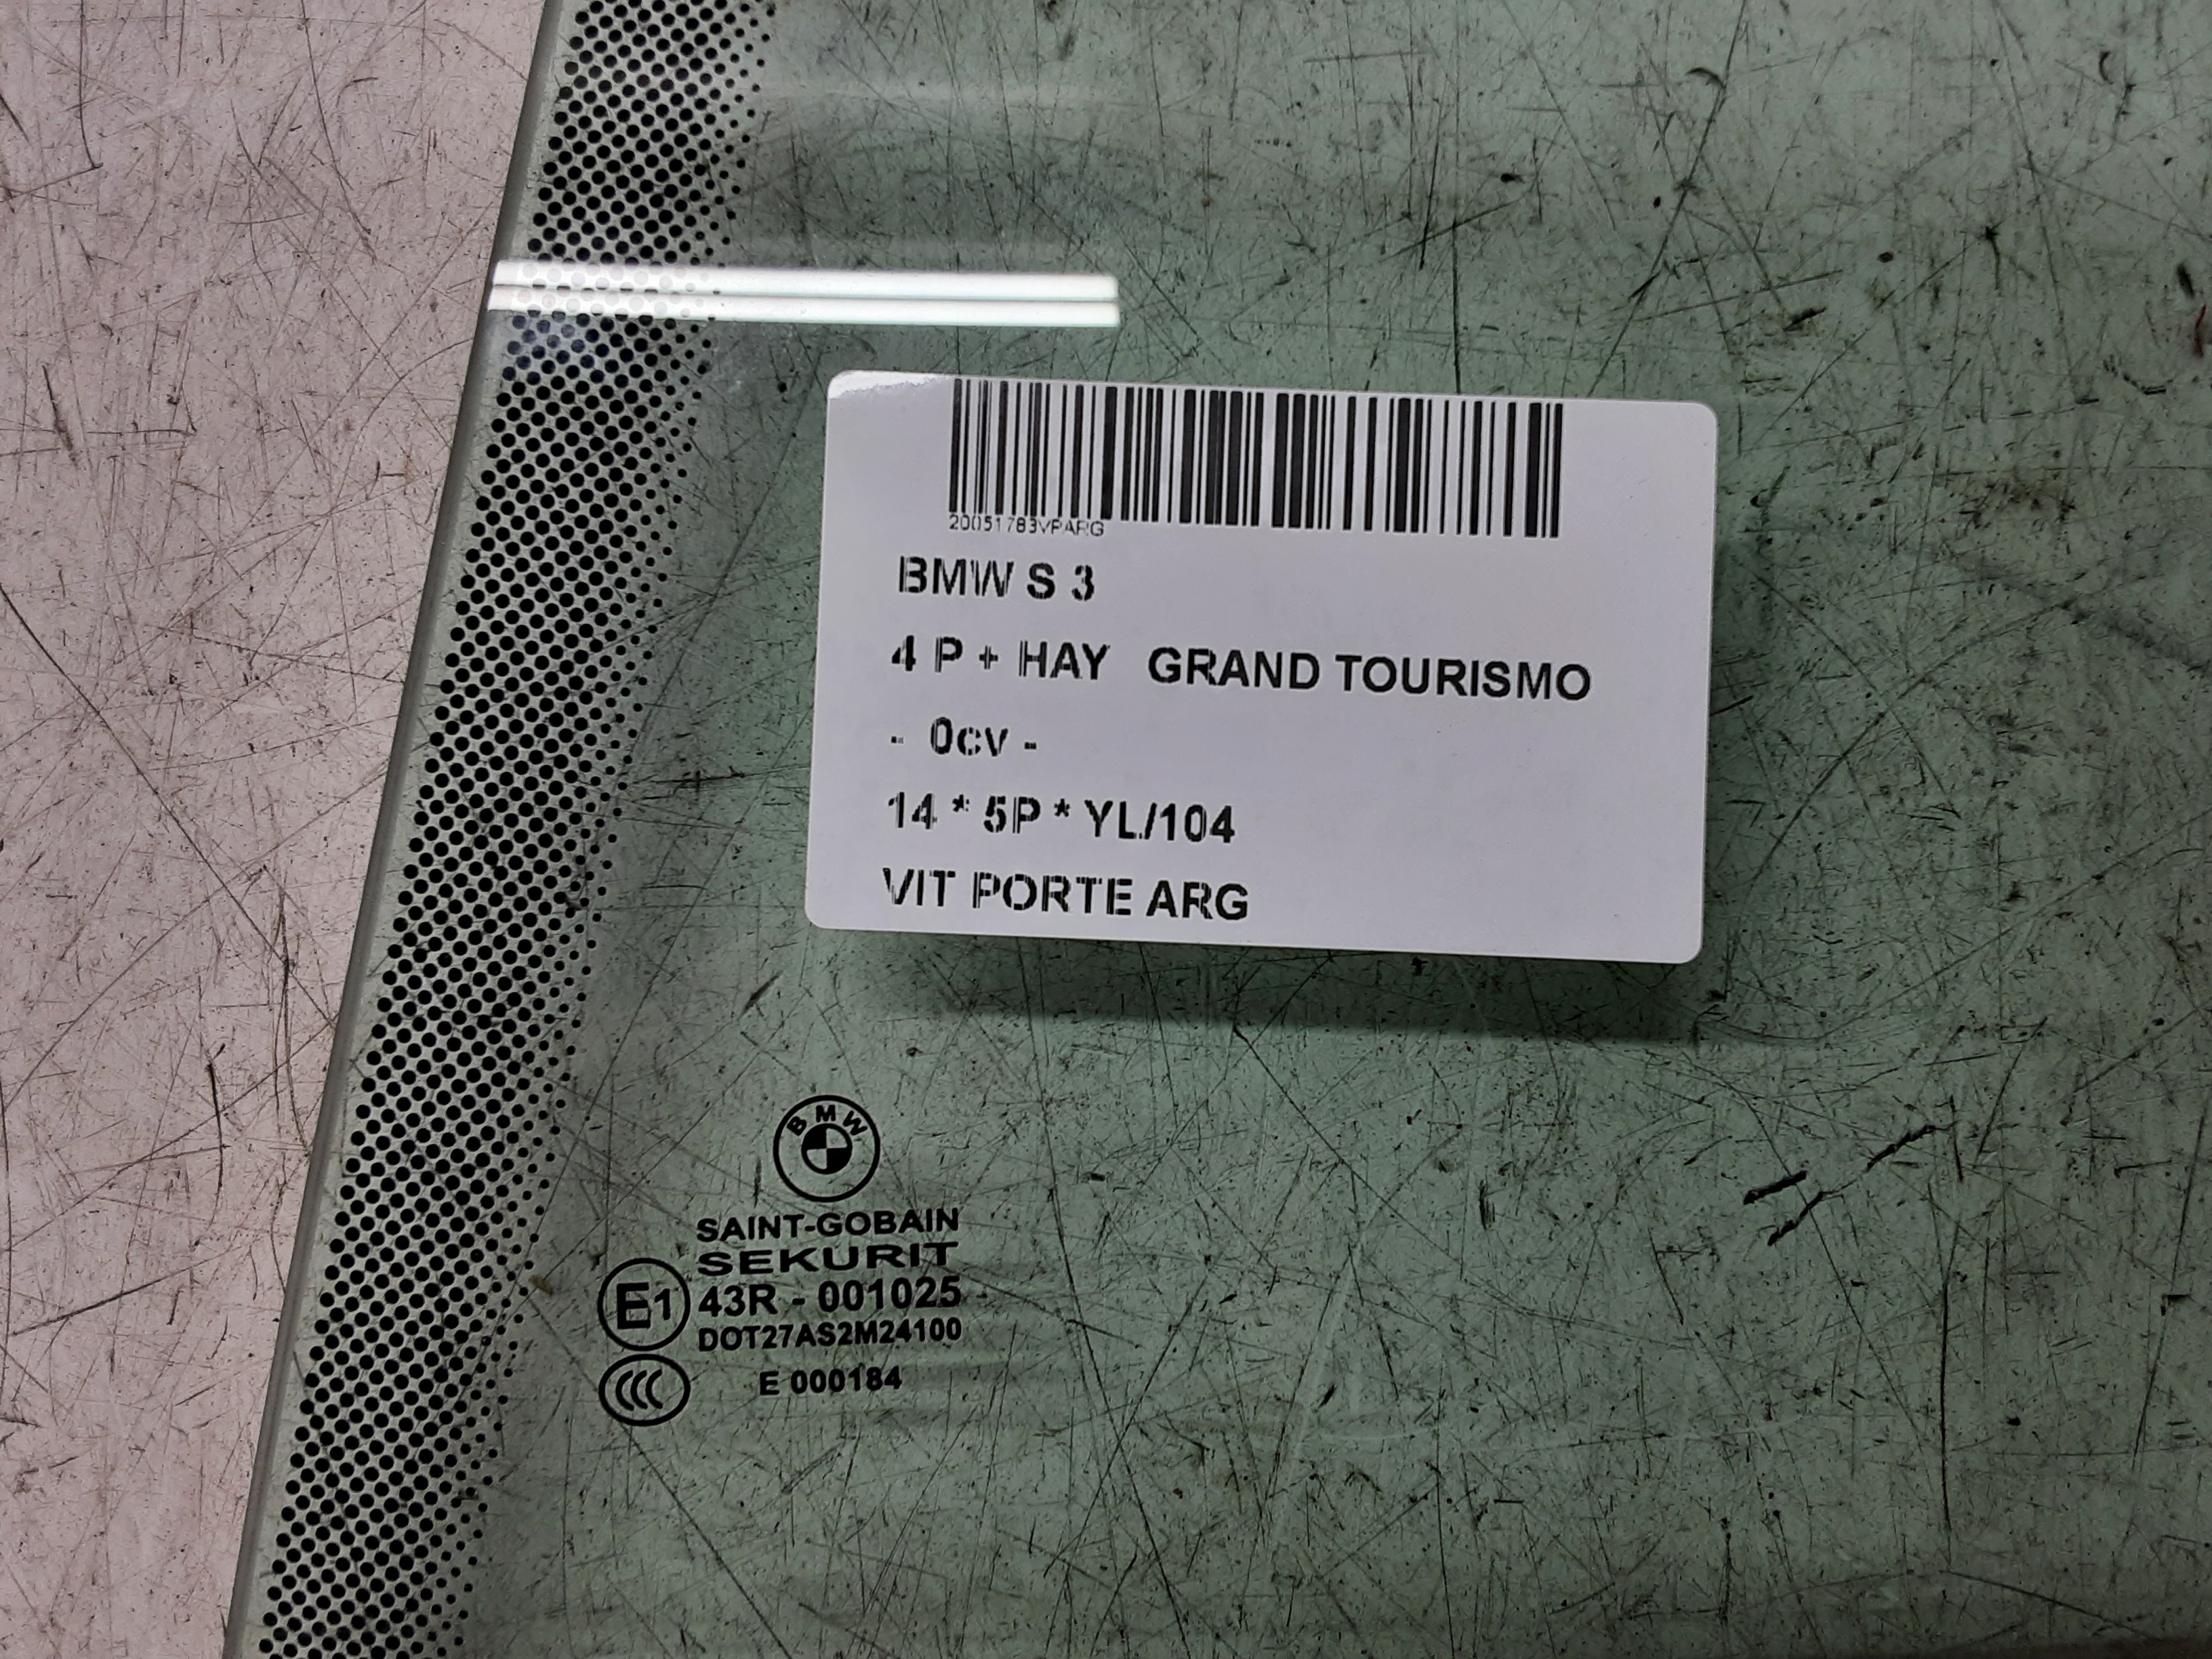 20051783VPARG
BMW S 3
4 P + HAY GRAND TOURISMO
- 0cv -
14 * 5P * YL/104
VIT PORTE ARG
BMW
SAINT-GOBAIN
SEKURIT
E1 43R - 001025
DOT27AS2M24100
CCC E 000184